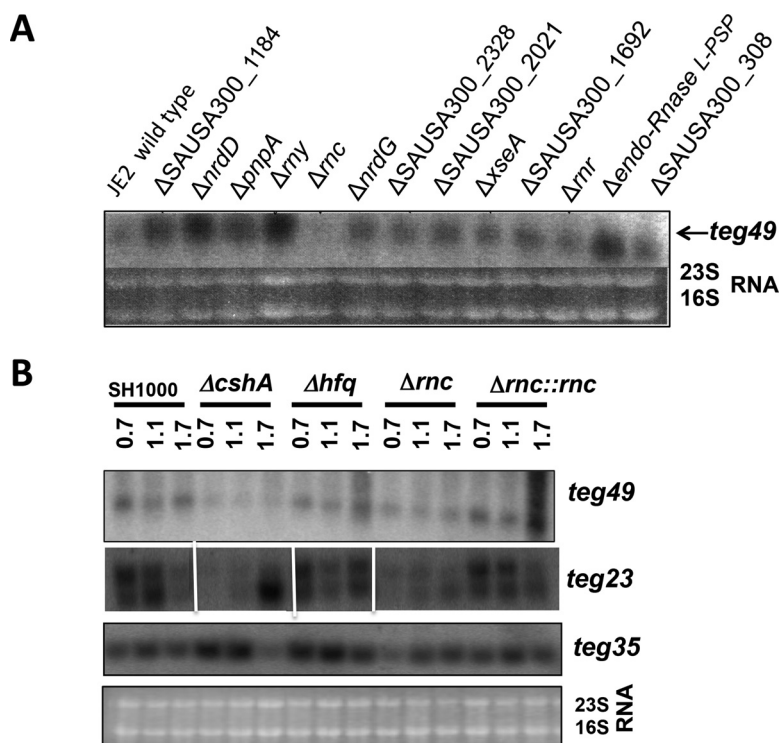 A
JE2 wild type
ΔSAUSA300_1184
ΔnrdD
ΔpnpA
Δrny
Δrnc
ΔnrdG
ΔSAUSA300_2328
ΔSAUSA300_2021
ΔxseA
ΔSAUSA300_1692
Δrnr
Δendo-Rnase L-PSP
ΔSAUSA300_308
←teg49
23S
16S
RNA
B
SH1000 ΔcshA Δhfq Δrnc Δrnc::rnc
0.7 1.1 1.7 0.7 1.1 1.7 0.7 1.1 1.7 0.7 1.1 1.7 0.7 1.1 1.7
teg49
teg23
teg35
23S
16S
RNA